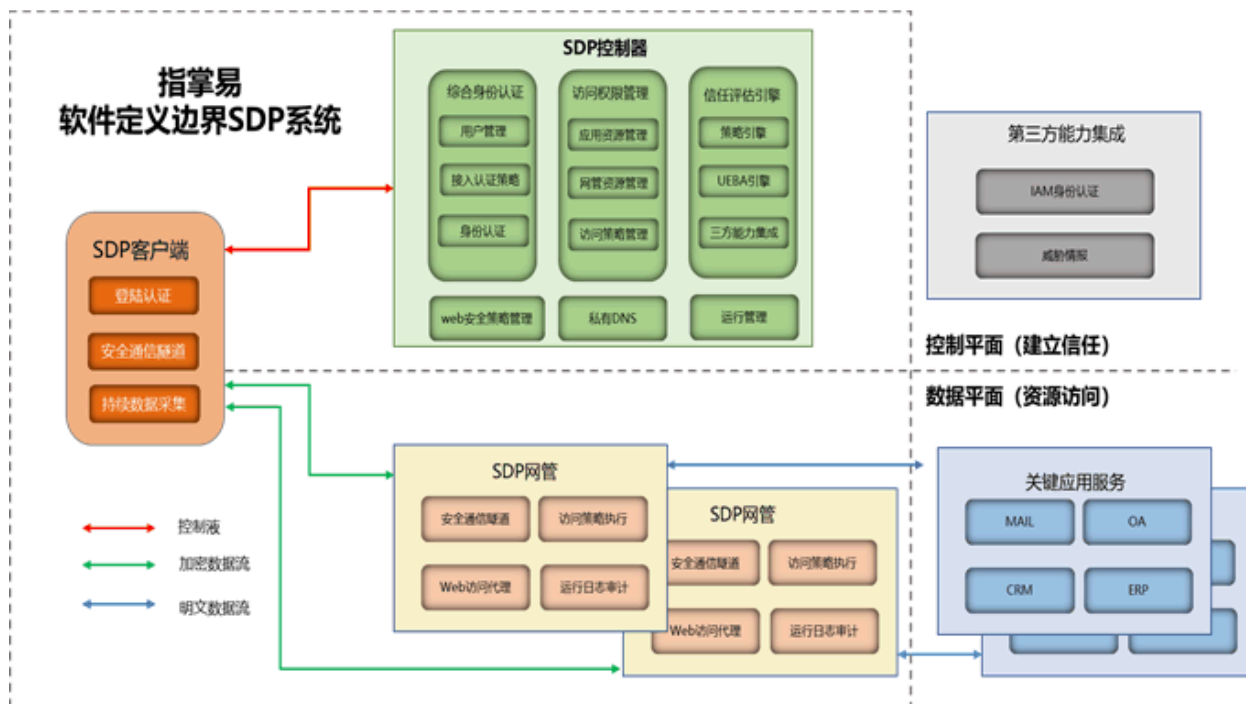 指掌易
软件定义边界SDP系统
SDP控制器
综合身份认证
用户管理
接入认证策略
身份认证
访问权限管理
应用资源管理
网管资源管理
访问策略管理
信任评估引擎
策略引擎
UEBA引擎
三方能力集成
web安全策略管理
私有DNS
运行管理
第三方能力集成
IAM身份认证
威胁情报
控制平面（建立信任）
数据平面（资源访问）
SDP客户端
登陆认证
安全通信隧道
持续数据采集
SDP网管
安全通信隧道
访问策略执行
Web访问代理
运行日志审计
SDP网管
安全通信隧道
访问策略执行
Web访问代理
运行日志审计
关键应用服务
MAIL
OA
CRM
ERP
控制液
加密数据流
明文数据流